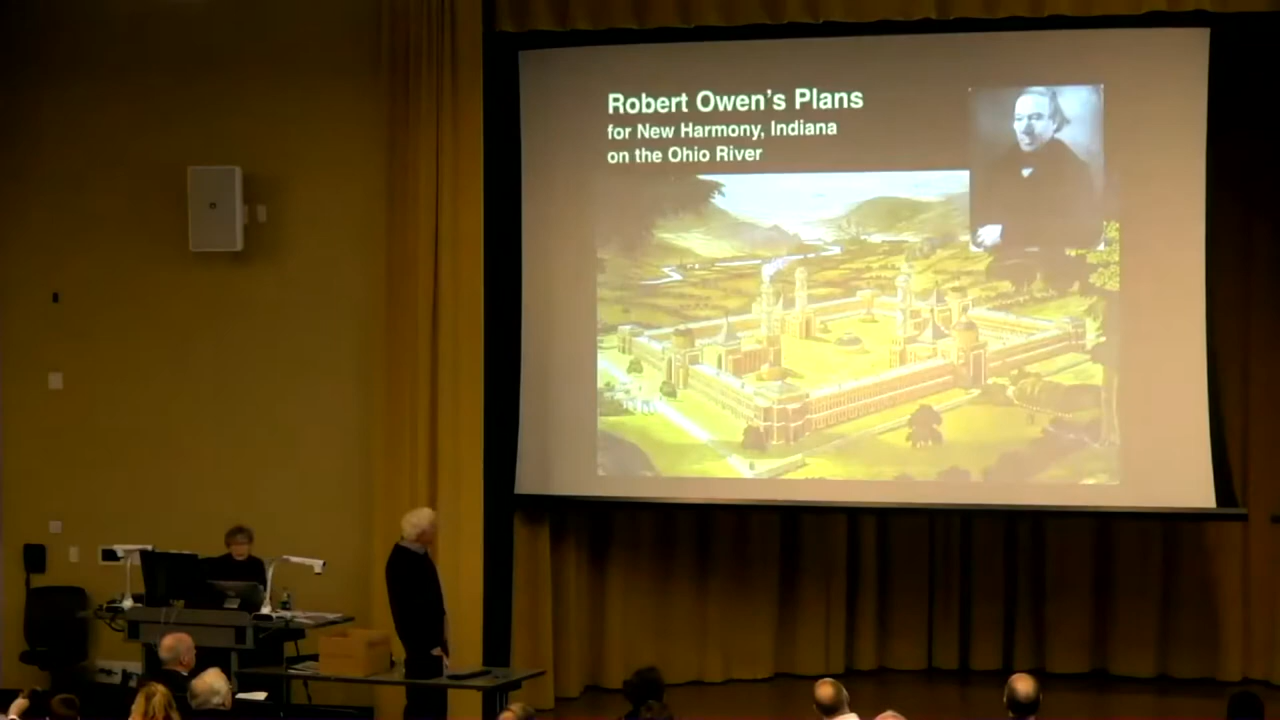 Robert Owen's Plans
for New Harmony, Indiana
on the Ohio River